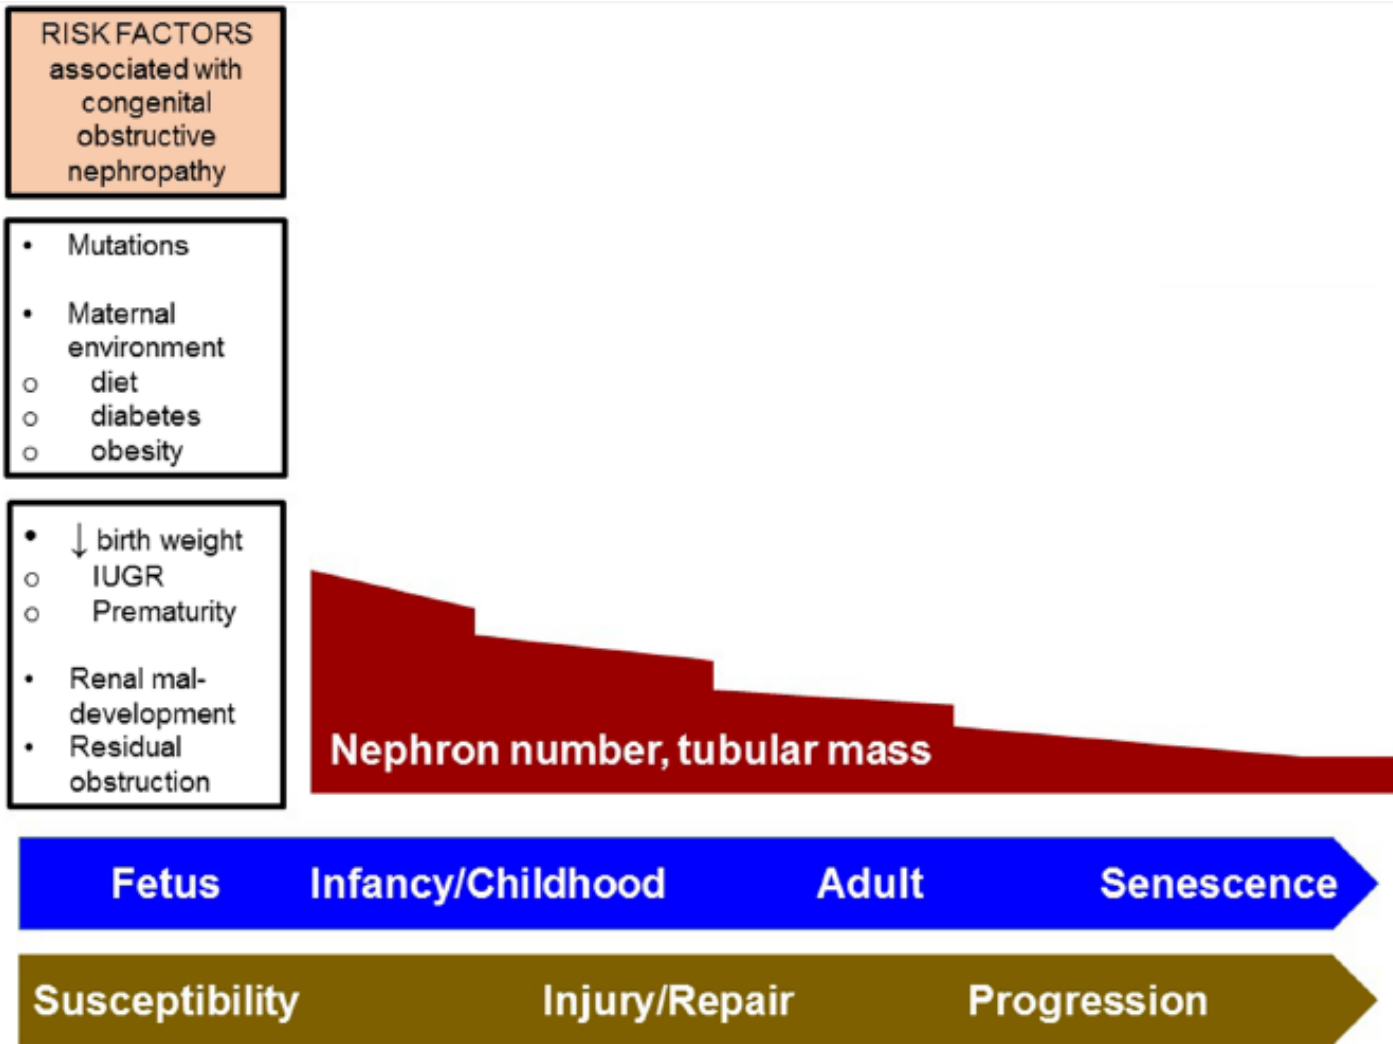 RISK FACTORS
associated with
congenital
obstructive
nephropathy
• Mutations
• Maternal
environment
o diet
o diabetes
o obesity
• ↓ birth weight
o IUGR
o Prematurity
• Renal mal-
development
• Residual
obstruction
Nephron number, tubular mass
Fetus Infancy/Childhood Adult Senescence
Susceptibility Injury/Repair Progression